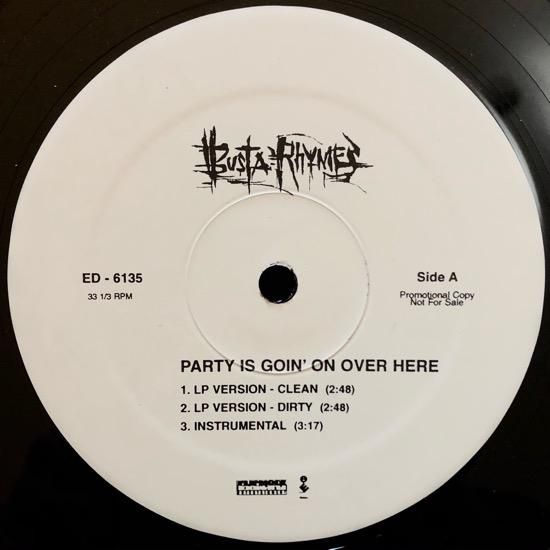 BUSTA RHYMES
ED - 6135
33 1/3 RPM
Side A
Promotional Copy
Not For Sale
PARTY IS GOIN' ON OVER HERE
1. LP VERSION - CLEAN (2:48)
2. LP VERSION - DIRTY (2:48)
3. INSTRUMENTAL (3:17)